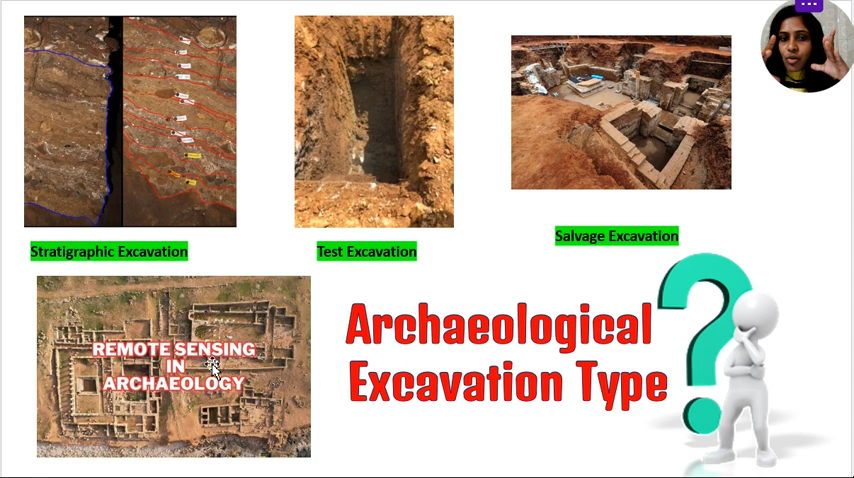 Stratigraphic Excavation
Test Excavation
Salvage Excavation
REMOTE SENSING
IN
ARCHAEOLOGY
Archaeological
Excavation Type
?